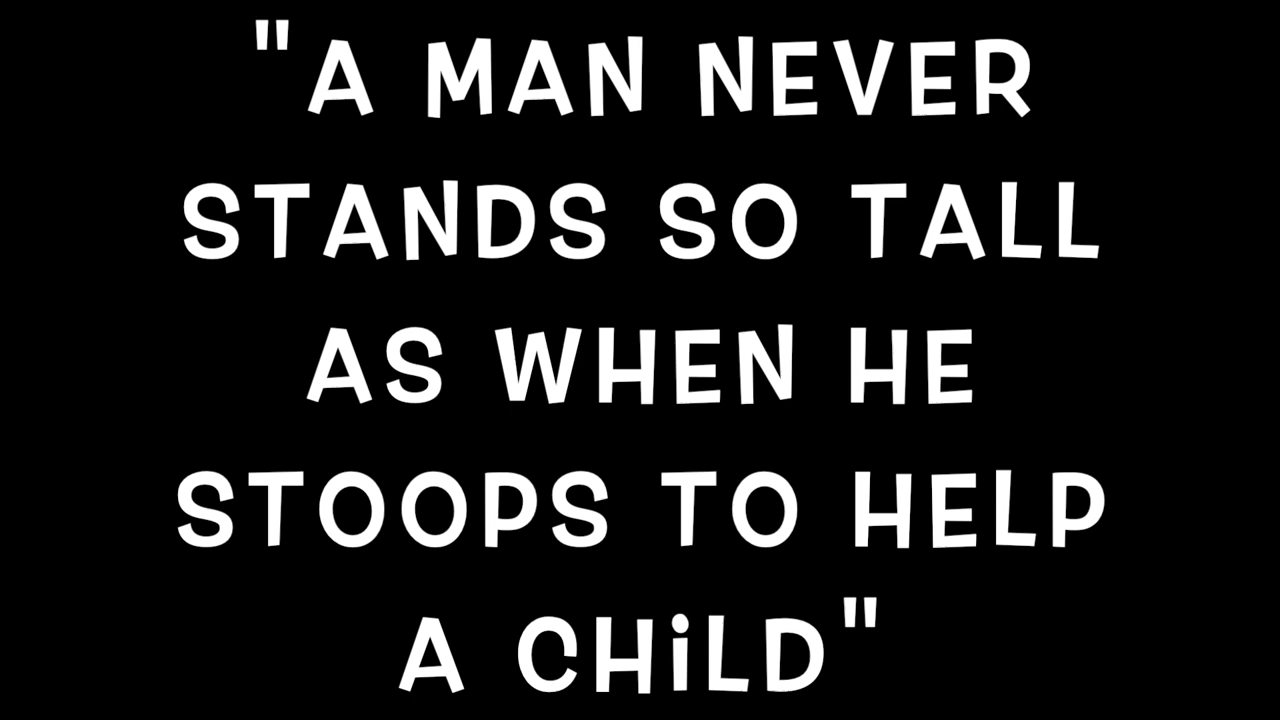 "A MAN NEVER
STANDS SO TALL
AS WHEN HE
STOOPS TO HELP
A CHiLD"